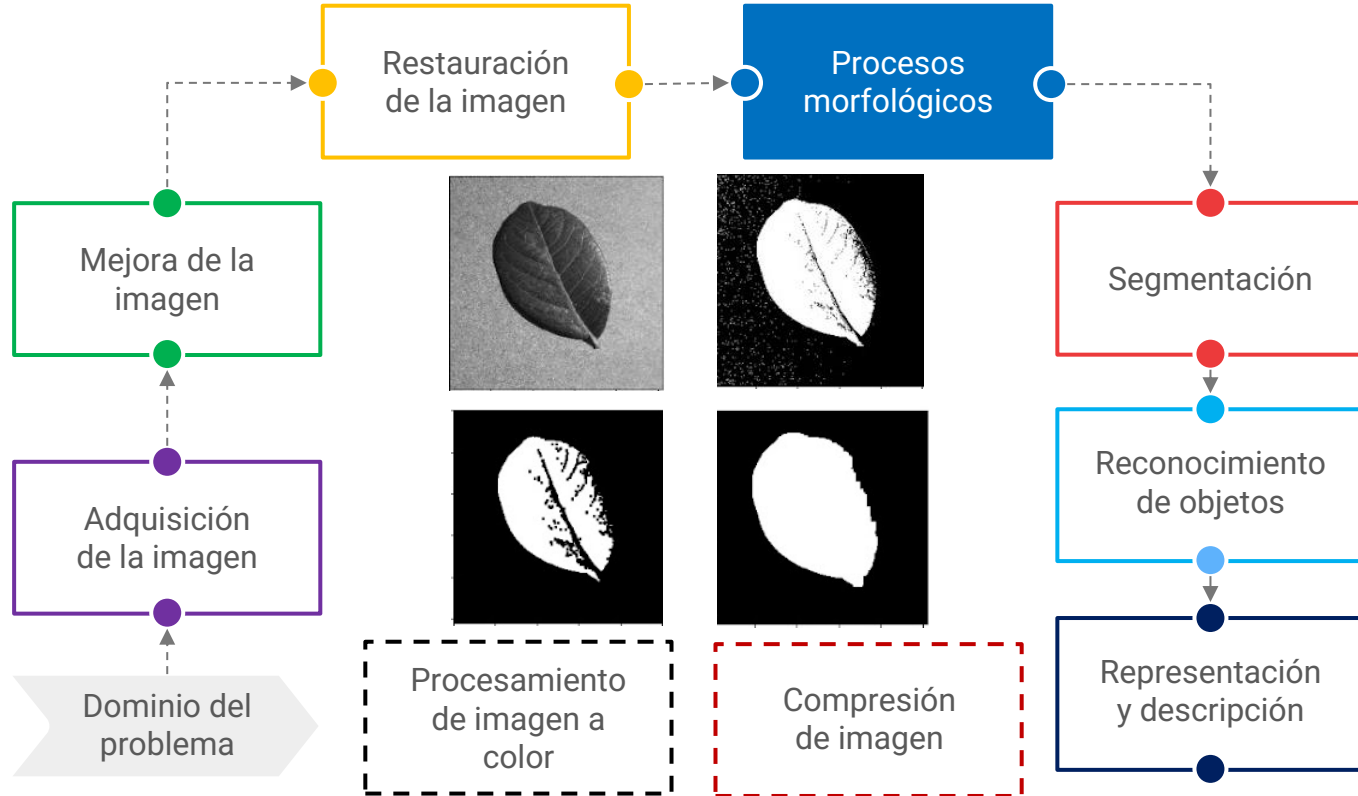 Restauración
de la imagen
Procesos
morfológicos
Mejora de la
imagen
Segmentación
Adquisición
de la imagen
Reconocimiento
de objetos
Dominio del
problema
Procesamiento
de imagen a
color
Compresión
de imagen
Representación
y descripción